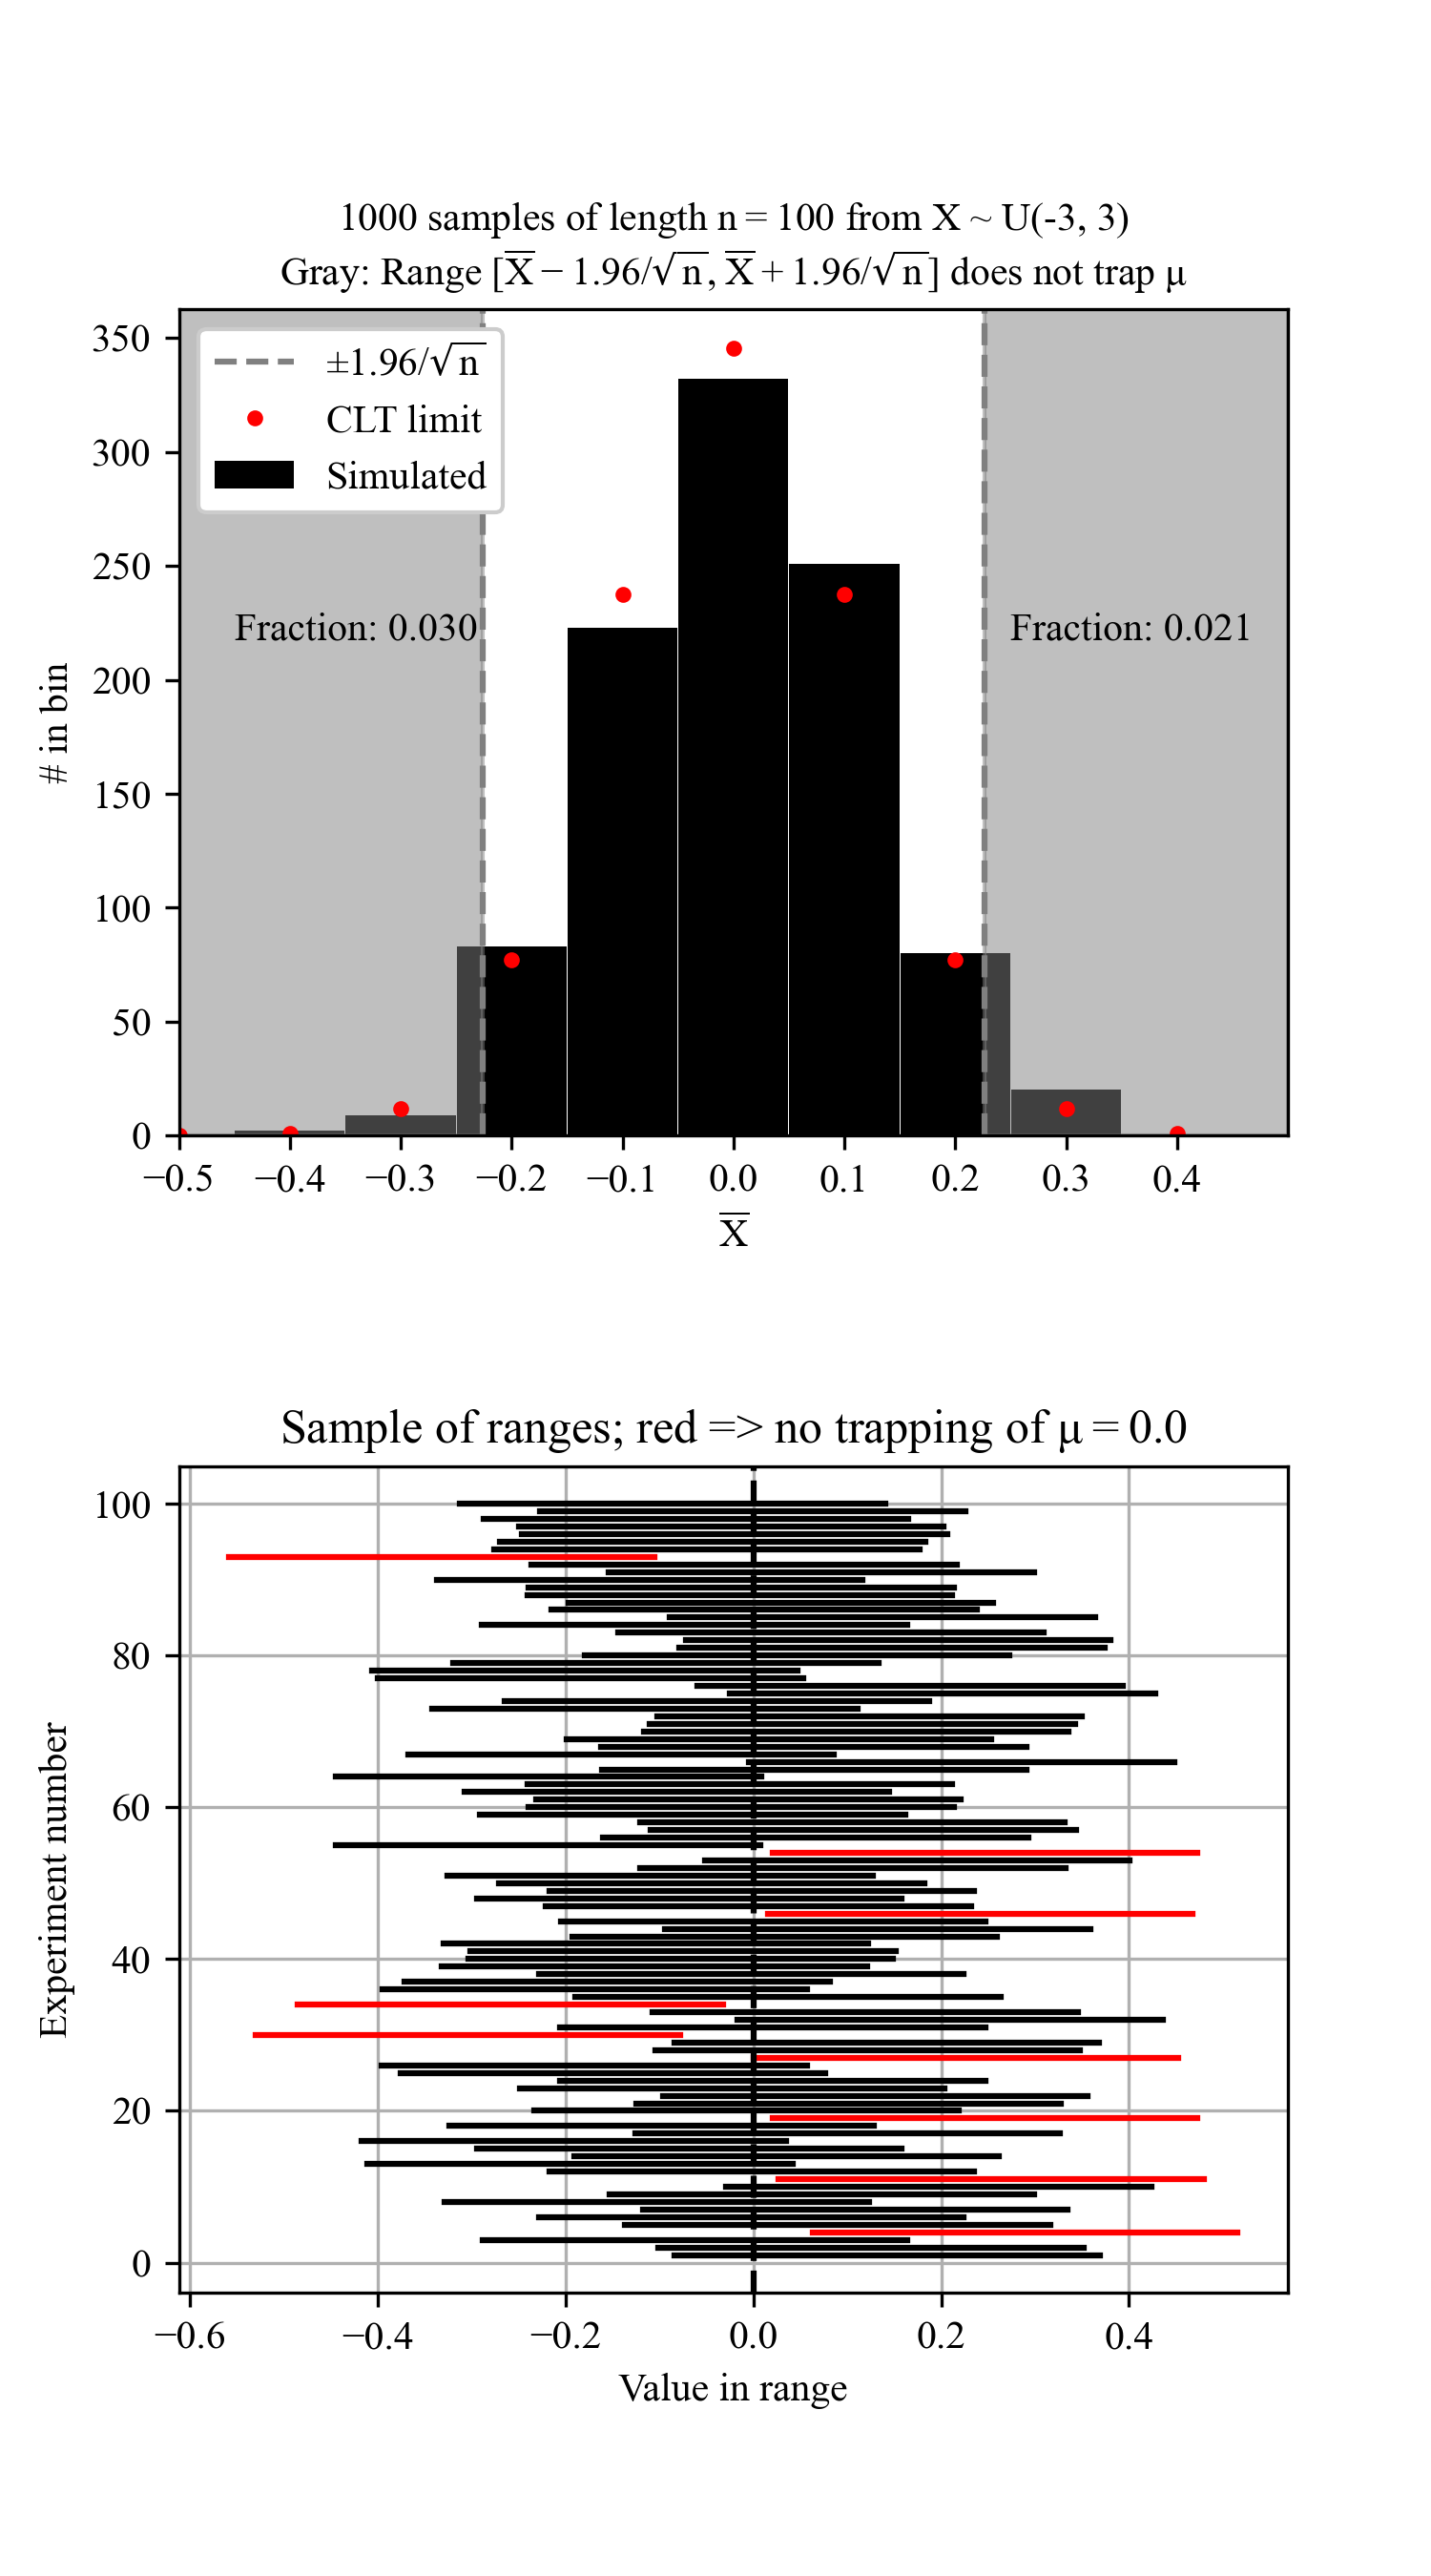 1000 samples of length n = 100 from X ~ U(-3, 3)
Gray: Range [X̅ − 1.96/√n, X̅ + 1.96/√n] does not trap μ
±1.96/√n
CLT limit
Simulated
Fraction: 0.030
Fraction: 0.021
# in bin
350
300
250
200
150
100
50
0
−0.5 −0.4 −0.3 −0.2 −0.1 0.0 0.1 0.2 0.3 0.4
X̅
Sample of ranges; red => no trapping of μ = 0.0
Experiment number
100
80
60
40
20
0
−0.6 −0.4 −0.2 0.0 0.2 0.4
Value in range